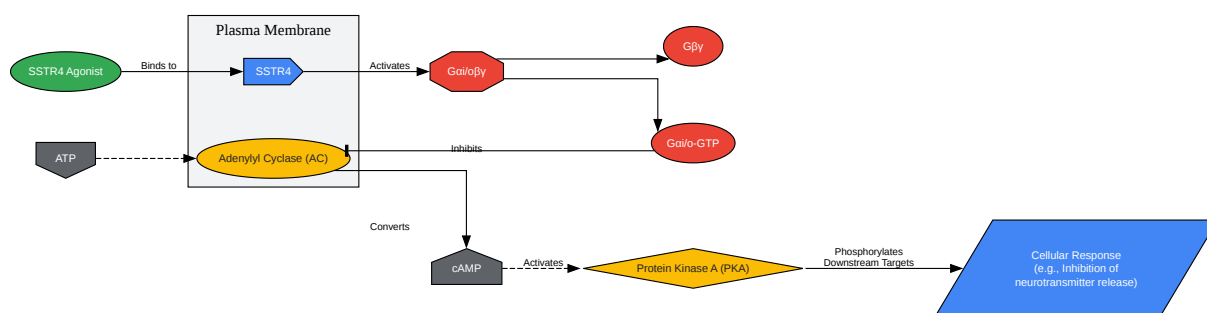 Plasma Membrane
SSTR4 Agonist
Binds to
SSTR4
Activates
Gαi/oβγ
Gβγ
ATP
Adenylyl Cyclase (AC)
Inhibits
Gαi/o-GTP
Converts
cAMP
Activates
Protein Kinase A (PKA)
Phosphorylates
Downstream Targets
Cellular Response
(e.g., Inhibition of
neurotransmitter release)